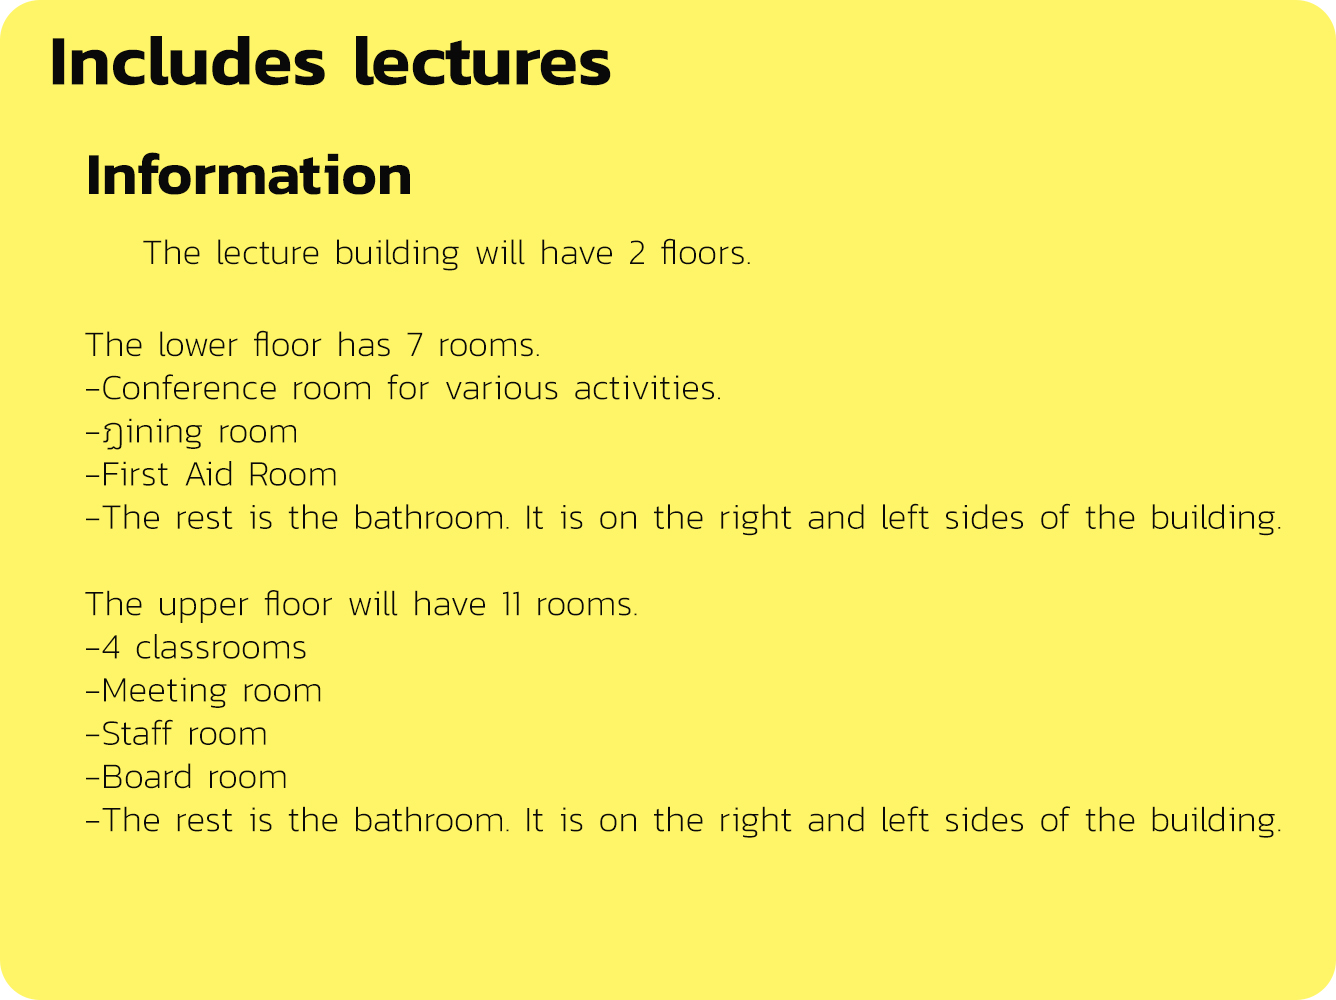 Includes lectures
Information
The lecture building will have 2 floors.
The lower floor has 7 rooms.
-Conference room for various activities.
-ฏining room
-First Aid Room
-The rest is the bathroom. It is on the right and left sides of the building.
The upper floor will have 11 rooms.
-4 classrooms
-Meeting room
-Staff room
-Board room
-The rest is the bathroom. It is on the right and left sides of the building.